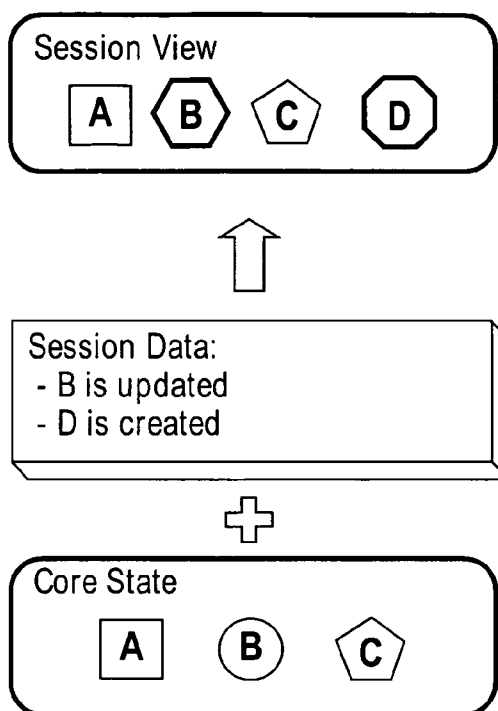 Session View
A B C D
Session Data:
- B is updated
- D is created
Core State
A B C